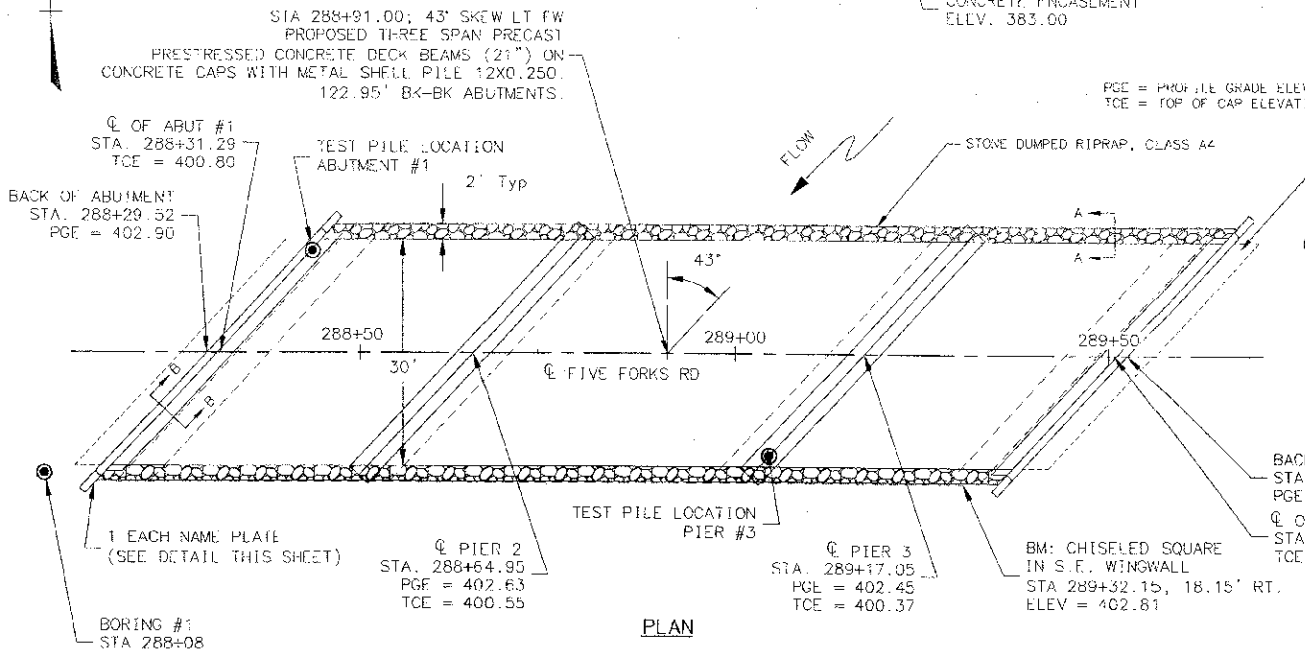 STA 288+91.00; 43° SKEW LT FW
PROPOSED THREE SPAN PRECAST
PRESTRESSED CONCRETE DECK BEAMS (21") ON
CONCRETE CAPS WITH METAL SHELL PILE 12X0.250.
122.95' BK-BK ABUTMENTS.
CONCRETE ENCASEMENT
ELEV. 383.00
PGE = PROFILE GRADE ELEV
TCE = TOP OF CAP ELEVAT
℄ OF ABUT #1
STA. 288+31.29
TCE = 400.80
TEST PILE LOCATION
ABUTMENT #1
2' Typ
FLOW
STONE DUMPED RIPRAP, CLASS A4
BACK OF ABUTMENT
STA. 288+29.52
PGE = 402.90
A
A
43°
288+50
289+00
289+50
30'
℄ FIVE FORKS RD
B
B
1 EACH NAME PLATE
(SEE DETAIL THIS SHEET)
TEST PILE LOCATION
PIER #3
℄ PIER 2
STA. 288+64.95
PGE = 402.63
TCE = 400.55
℄ PIER 3
STA. 289+17.05
PGE = 402.45
TCE = 400.37
BM: CHISELED SQUARE
IN S.E. WINGWALL
STA 289+32.15, 18.15' RT.
ELEV = 402.81
BACK
STA
PGE
℄ O
STA
TCE
BORING #1
STA 288+08
PLAN